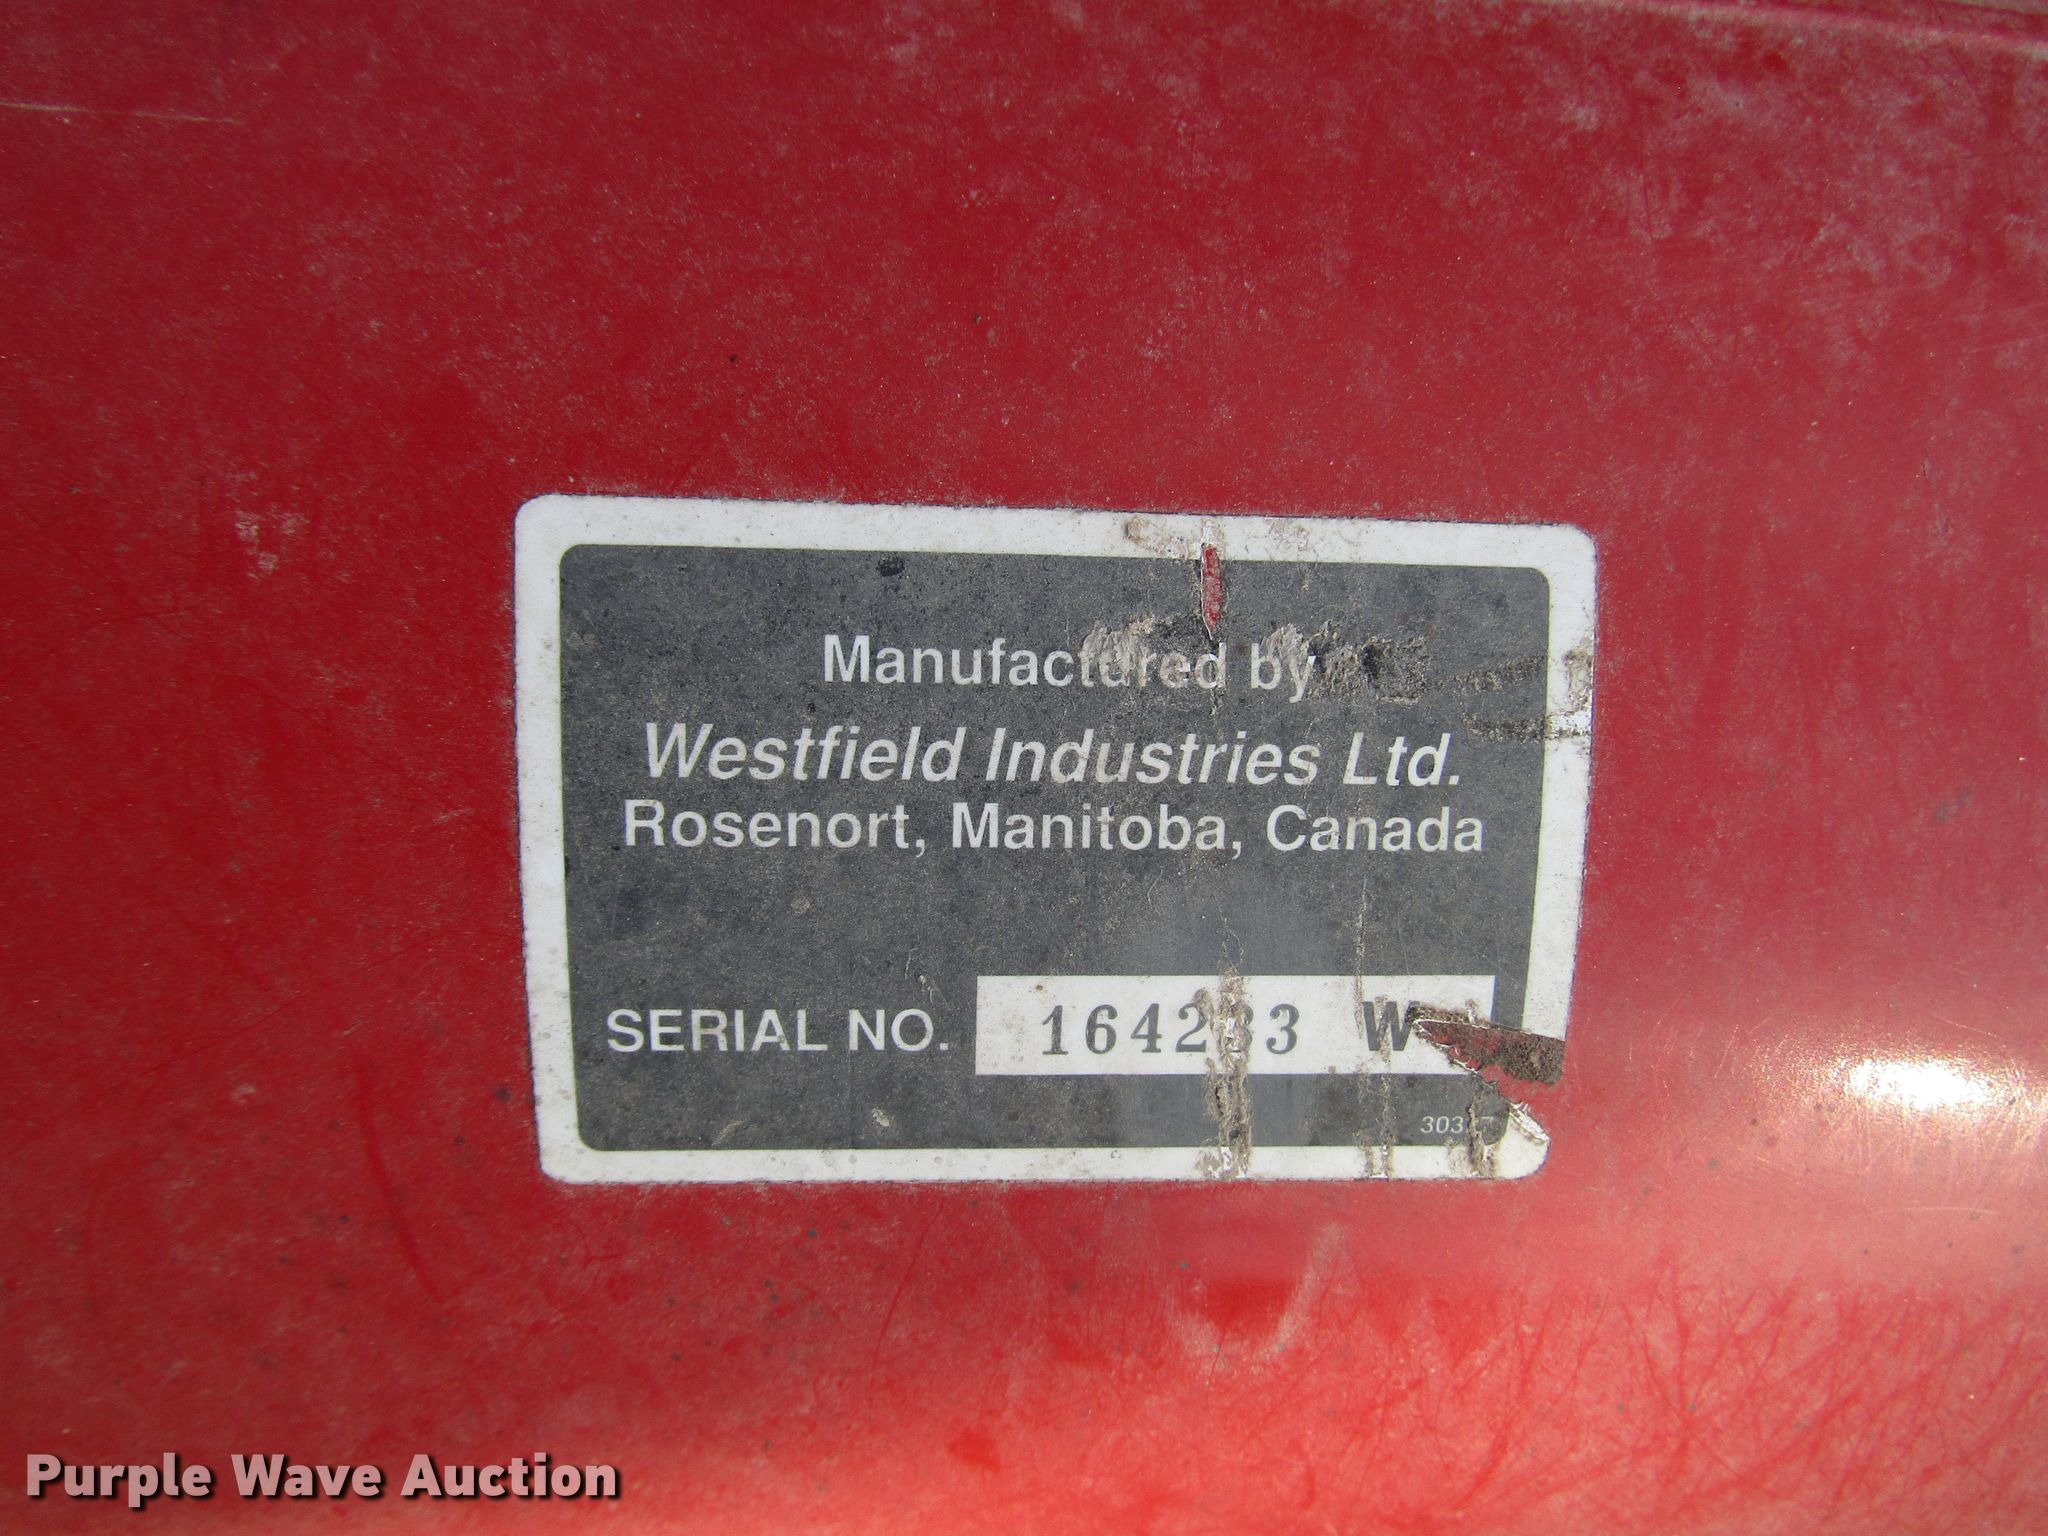 Manufactured by
Westfield Industries Ltd.
Rosenort, Manitoba, Canada
SERIAL NO. W
Purple Wave Auction